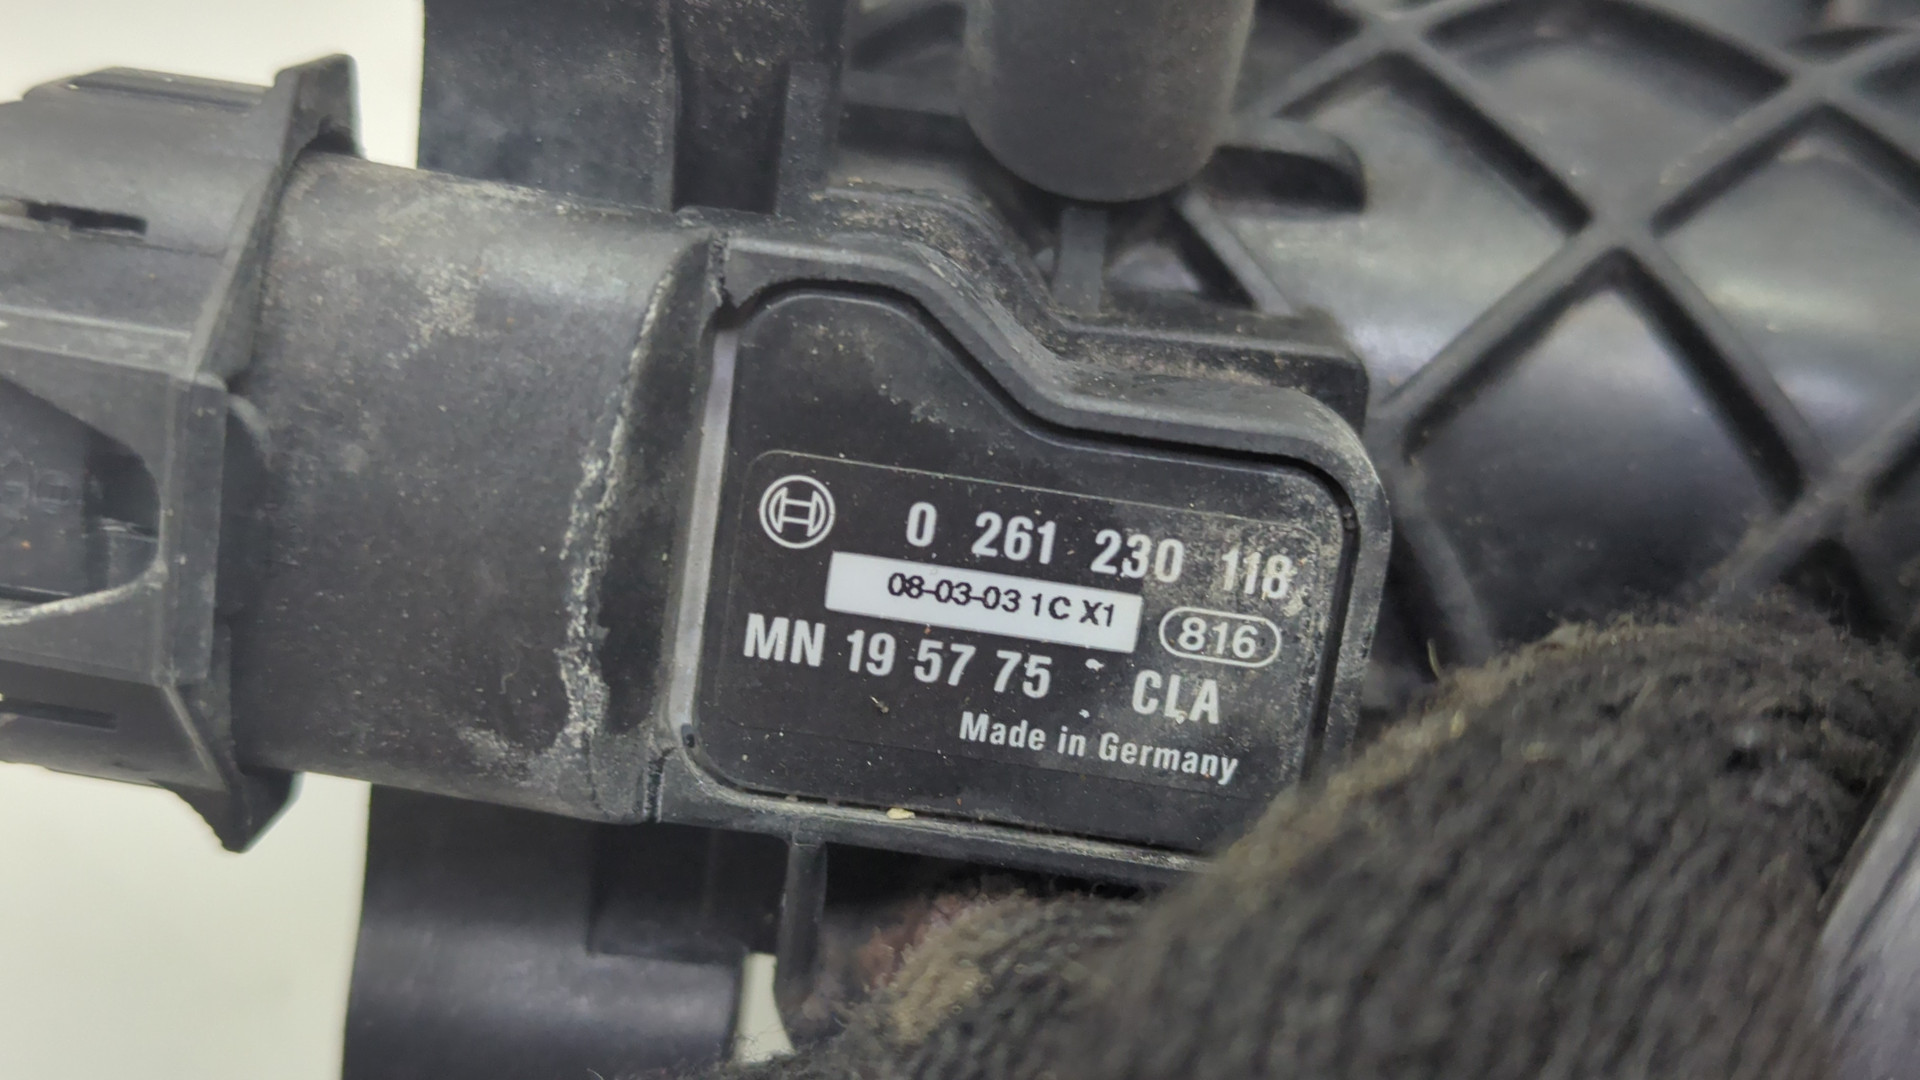 0 261 230 118
08-03-03 1C X1
816
MN 19 57 75 CLA
Made in Germany